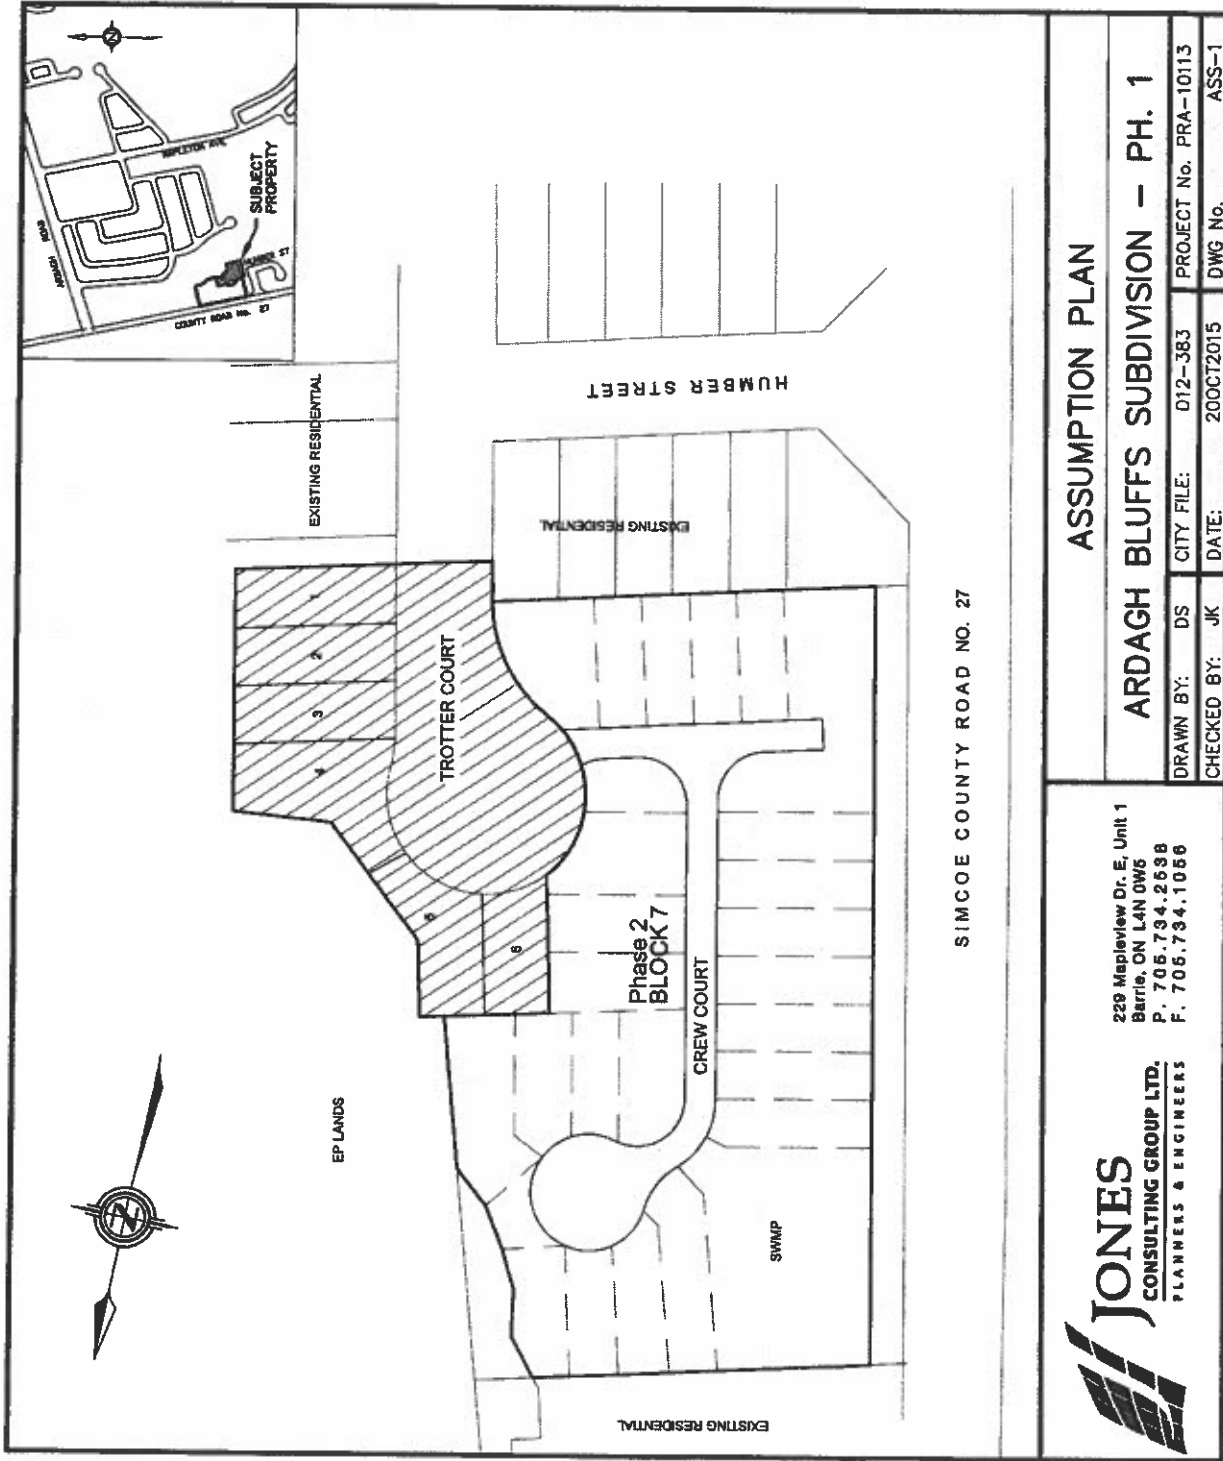 N
ARDAGH ROAD
MAPLETON AVE.
SUBJECT
PROPERTY
HUMBER ST
COUNTY ROAD No. 27
EXISTING RESIDENTIAL
HUMBER STREET
EXISTING RESIDENTIAL
1
2
3
4
5
6
TROTTER COURT
Phase 2
BLOCK 7
CREW COURT
EP LANDS
N
SWMP
EXISTING RESIDENTIAL
SIMCOE COUNTY ROAD NO. 27
JONES
CONSULTING GROUP LTD.
PLANNERS & ENGINEERS
229 Mapleview Dr. E, Unit 1
Barrie, ON L4N 0W5
P. 705.734.2538
F. 705.734.1056
ASSUMPTION PLAN
ARDAGH BLUFFS SUBDIVISION - PH. 1
DRAWN BY: DS
CITY FILE: D12-383
PROJECT No. PRA-10113
CHECKED BY: JK
DATE: 20OCT2015
DWG No. ASS-1